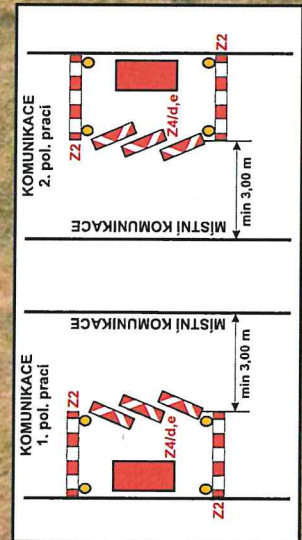 KOMUNIKACE
1. pol. prací
Z2
Z4/d,e
Z2
MÍSTNÍ KOMUNIKACE
min 3,00 m
KOMUNIKACE
2. pol. prací
Z2
Z2
Z4/d,e
MÍSTNÍ KOMUNIKACE
min 3,00 m